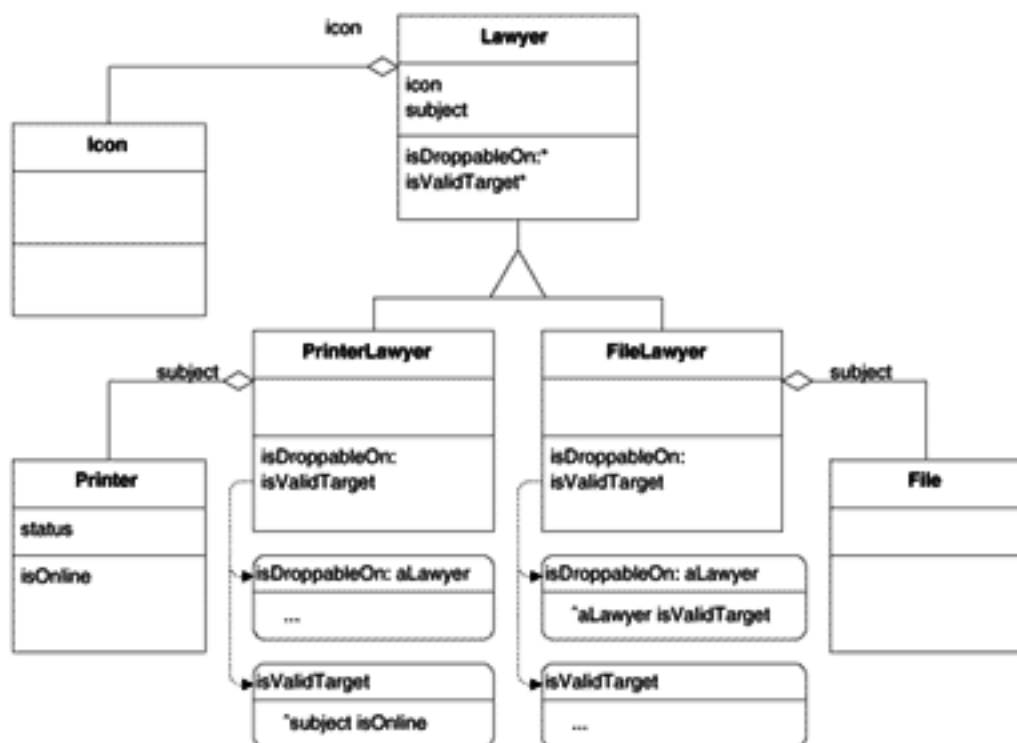 icon
Lawyer
icon
subject
isDroppableOn:*
isValidTarget*
Icon
PrinterLawyer
isDroppableOn:
isValidTarget
FileLawyer
isDroppableOn:
isValidTarget
subject
subject
Printer
status
isOnline
File
isDroppableOn: aLawyer
...
isValidTarget
^subject isOnline
isDroppableOn: aLawyer
^aLawyer isValidTarget
isValidTarget
...